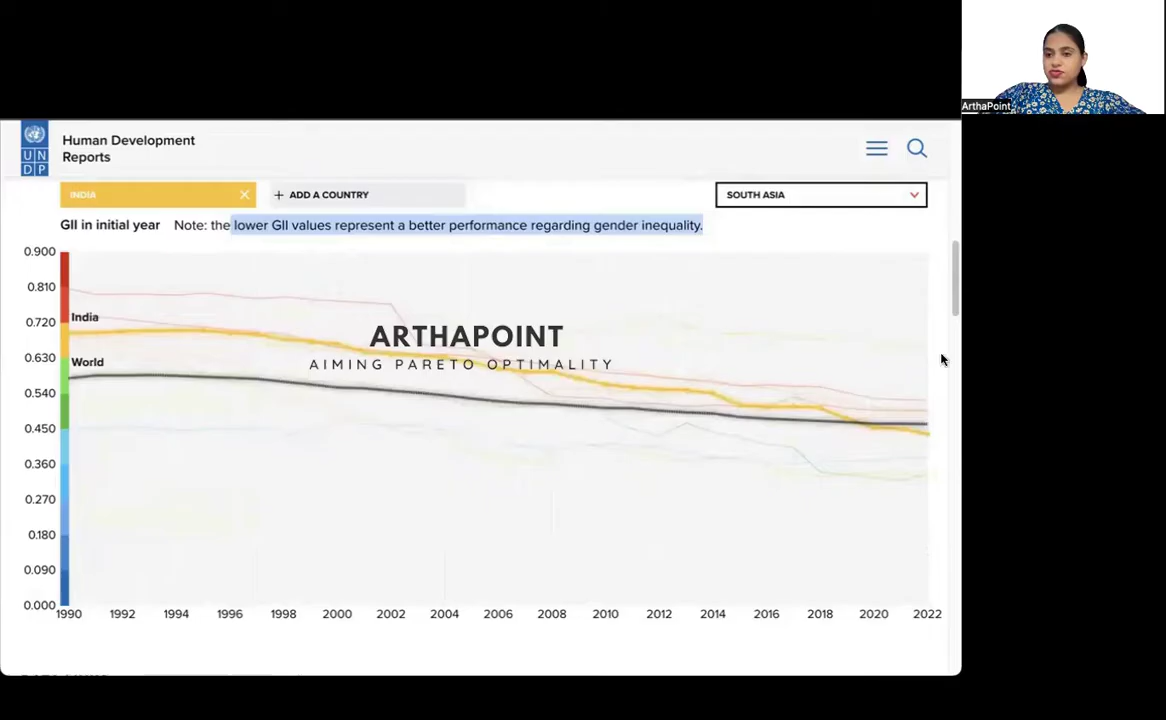 ArthaPoint
UN
DP
Human Development
Reports
INDIA
+ ADD A COUNTRY
SOUTH ASIA
GII in initial year Note: the lower GII values represent a better performance regarding gender inequality.
0.900
0.810
0.720
0.630
0.540
0.450
0.360
0.270
0.180
0.090
0.000
India
World
ARTHAPOINT
AIMING PARETO OPTIMALITY
1990 1992 1994 1996 1998 2000 2002 2004 2006 2008 2010 2012 2014 2016 2018 2020 2022